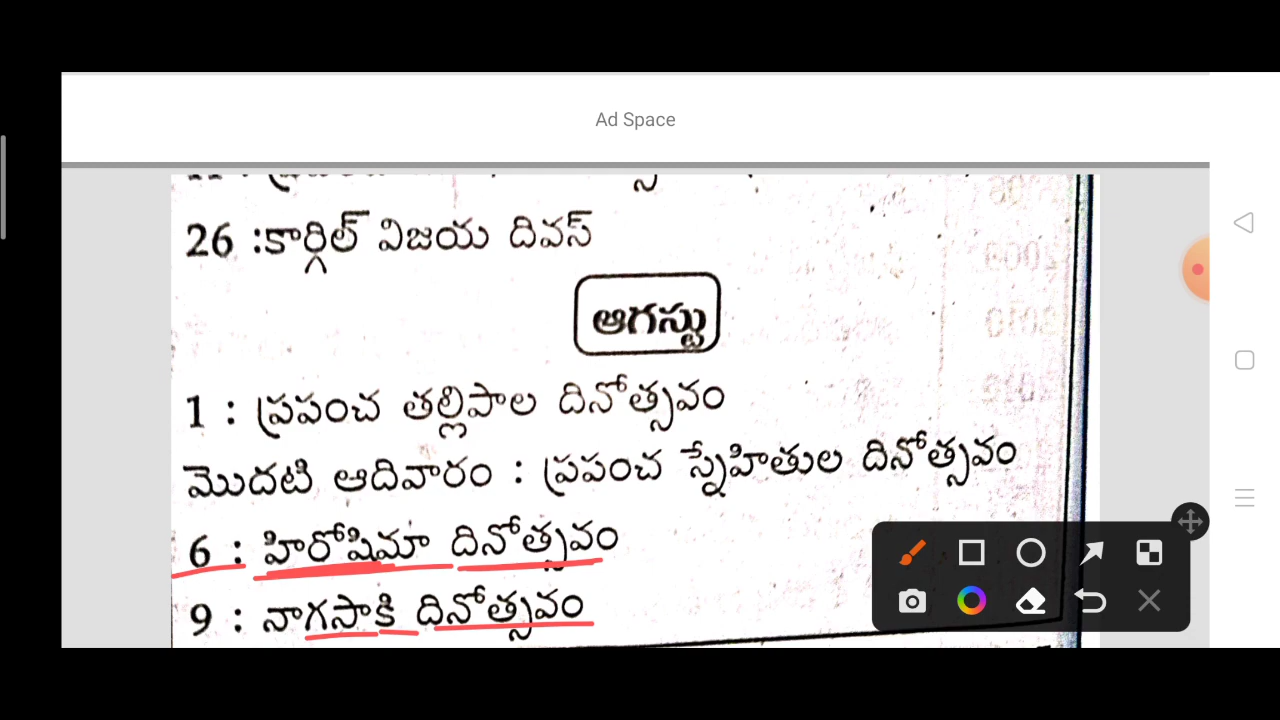 Ad Space
26 :కార్గిల్ విజయ దివస్
ఆగస్టు
1 : ప్రపంచ తల్లిపాల దినోత్సవం
మొదటి ఆదివారం : ప్రపంచ స్నేహితుల దినోత్సవం
6 : హిరోషిమా దినోత్సవం
9 : నాగసాకి దినోత్సవం